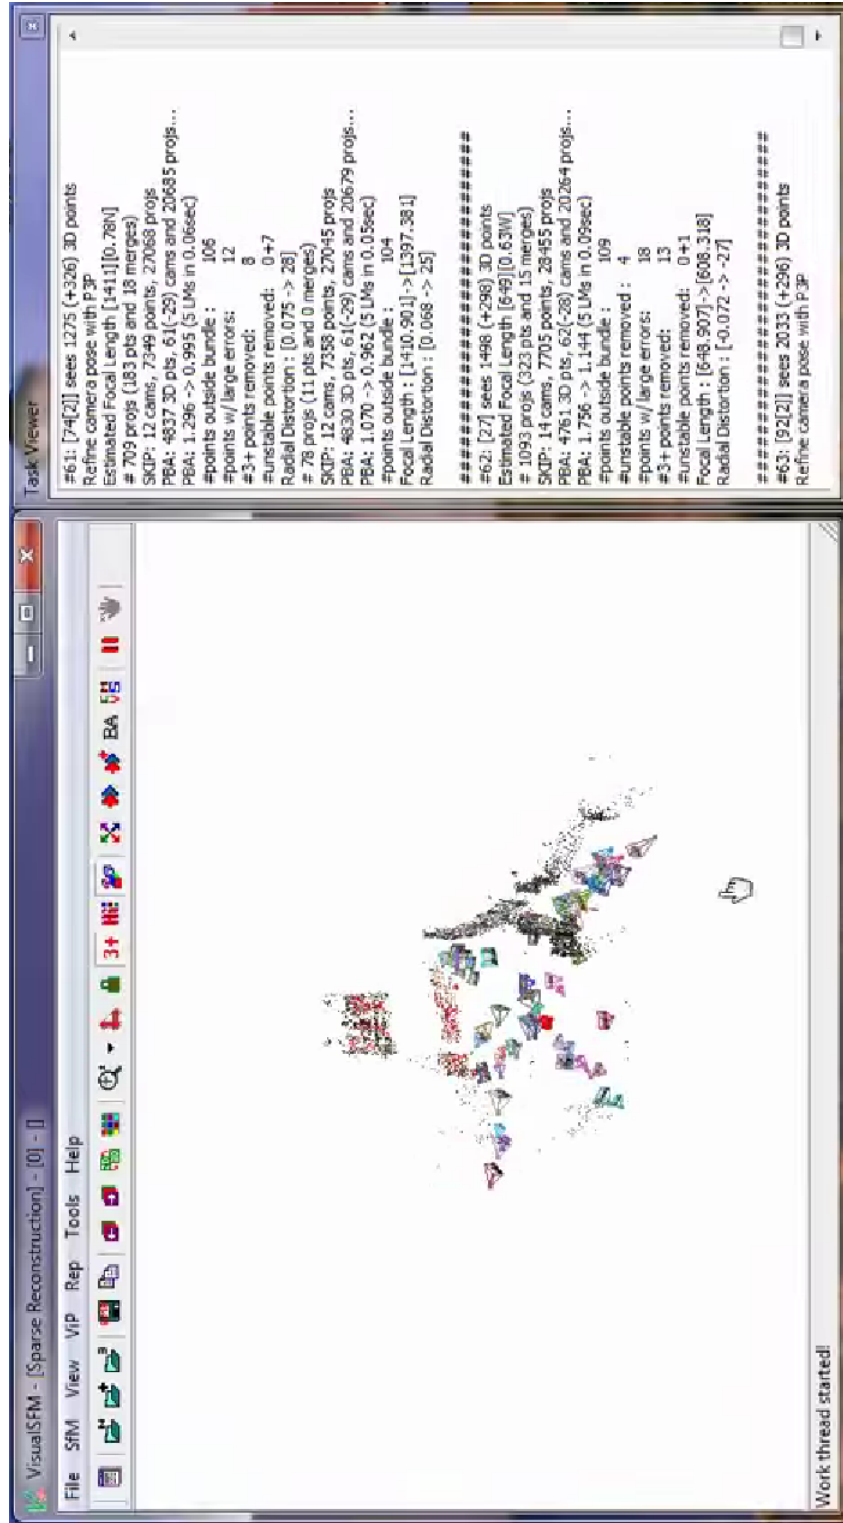 VisualSFM - [Sparse Reconstruction] - [0] - []
File SfM View ViP Rep Tools Help
3+
BA
Work thread started!
Task Viewer
#61: [74[2]] sees 1275 (+326) 3D points
Refine camera pose with P3P
Estimated Focal Length [1411][0.78N]
# 709 projs (183 pts and 18 merges)
SKIP: 12 cams, 7349 points, 27068 projs
PBA: 4837 3D pts, 61(-29) cams and 20685 projs...
PBA: 1.296 -> 0.995 (5 LMs in 0.06sec)
#points outside bundle : 106
#points w/ large errors: 12
#3+ points removed: 8
#unstable points removed: 0+7
Radial Distortion : [0.075 -> 28]
# 78 projs (11 pts and 0 merges)
SKIP: 12 cams, 7358 points, 27045 projs
PBA: 4830 3D pts, 61(-29) cams and 20679 projs...
PBA: 1.070 -> 0.962 (5 LMs in 0.05sec)
#points outside bundle : 104
Focal Length : [1410.901]->[1397.381]
Radial Distortion : [0.068 -> 25]
############################
#62: [27] sees 1498 (+298) 3D points
Estimated Focal Length [649][0.63W]
# 1093 projs (323 pts and 15 merges)
SKIP: 14 cams, 7705 points, 28455 projs
PBA: 4761 3D pts, 62(-28) cams and 20264 projs...
PBA: 1.756 -> 1.144 (5 LMs in 0.09sec)
#points outside bundle : 109
#unstable points removed : 4
#points w/ large errors: 18
#3+ points removed: 13
#unstable points removed: 0+1
Focal Length : [648.907]->[608.318]
Radial Distortion : [-0.072 -> -27]
############################
#63: [92[2]] sees 2033 (+296) 3D points
Refine camera pose with P3P